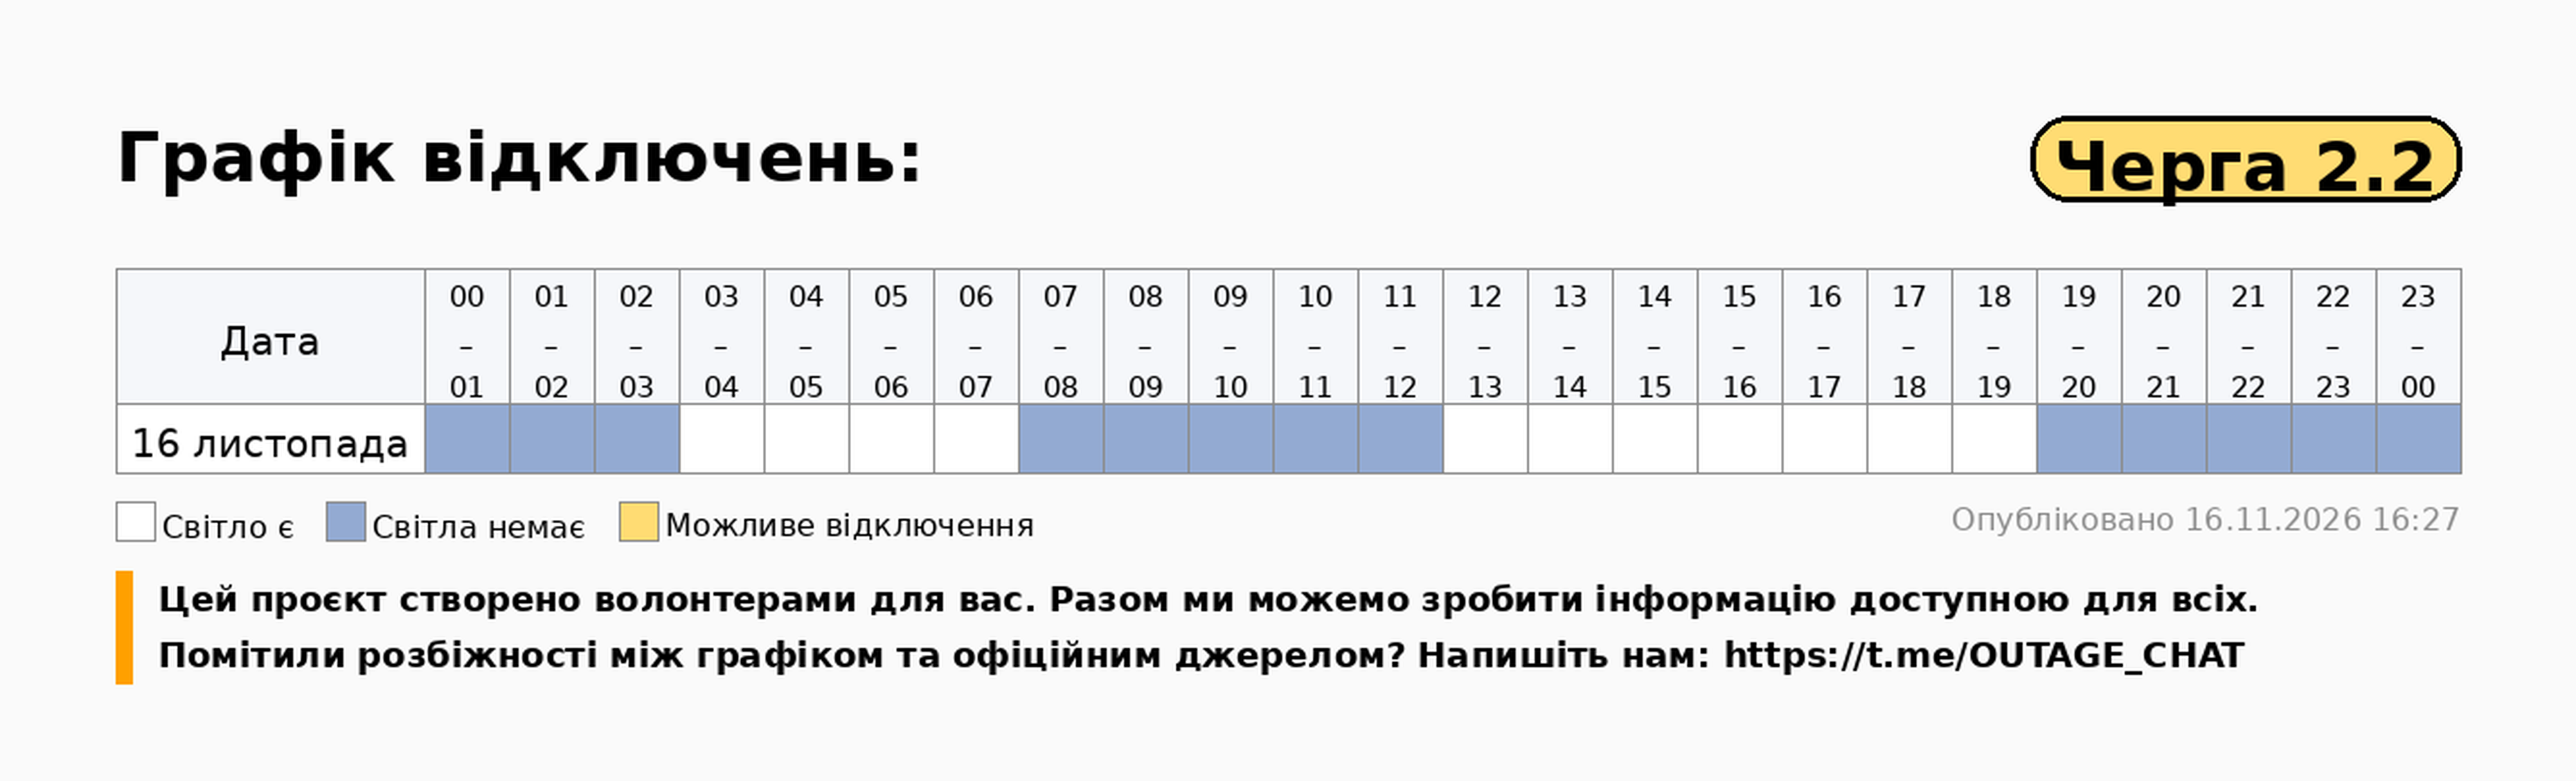 Графік відключень:
Черга 2.2
Дата
00 – 01
01 – 02
02 – 03
03 – 04
04 – 05
05 – 06
06 – 07
07 – 08
08 – 09
09 – 10
10 – 11
11 – 12
12 – 13
13 – 14
14 – 15
15 – 16
16 – 17
17 – 18
18 – 19
19 – 20
20 – 21
21 – 22
22 – 23
23 – 00
16 листопада
Світло є
Світла немає
Можливе відключення
Опубліковано 16.11.2026 16:27
Цей проєкт створено волонтерами для вас. Разом ми можемо зробити інформацію доступною для всіх.
Помітили розбіжності між графіком та офіційним джерелом? Напишіть нам: https://t.me/OUTAGE_CHAT